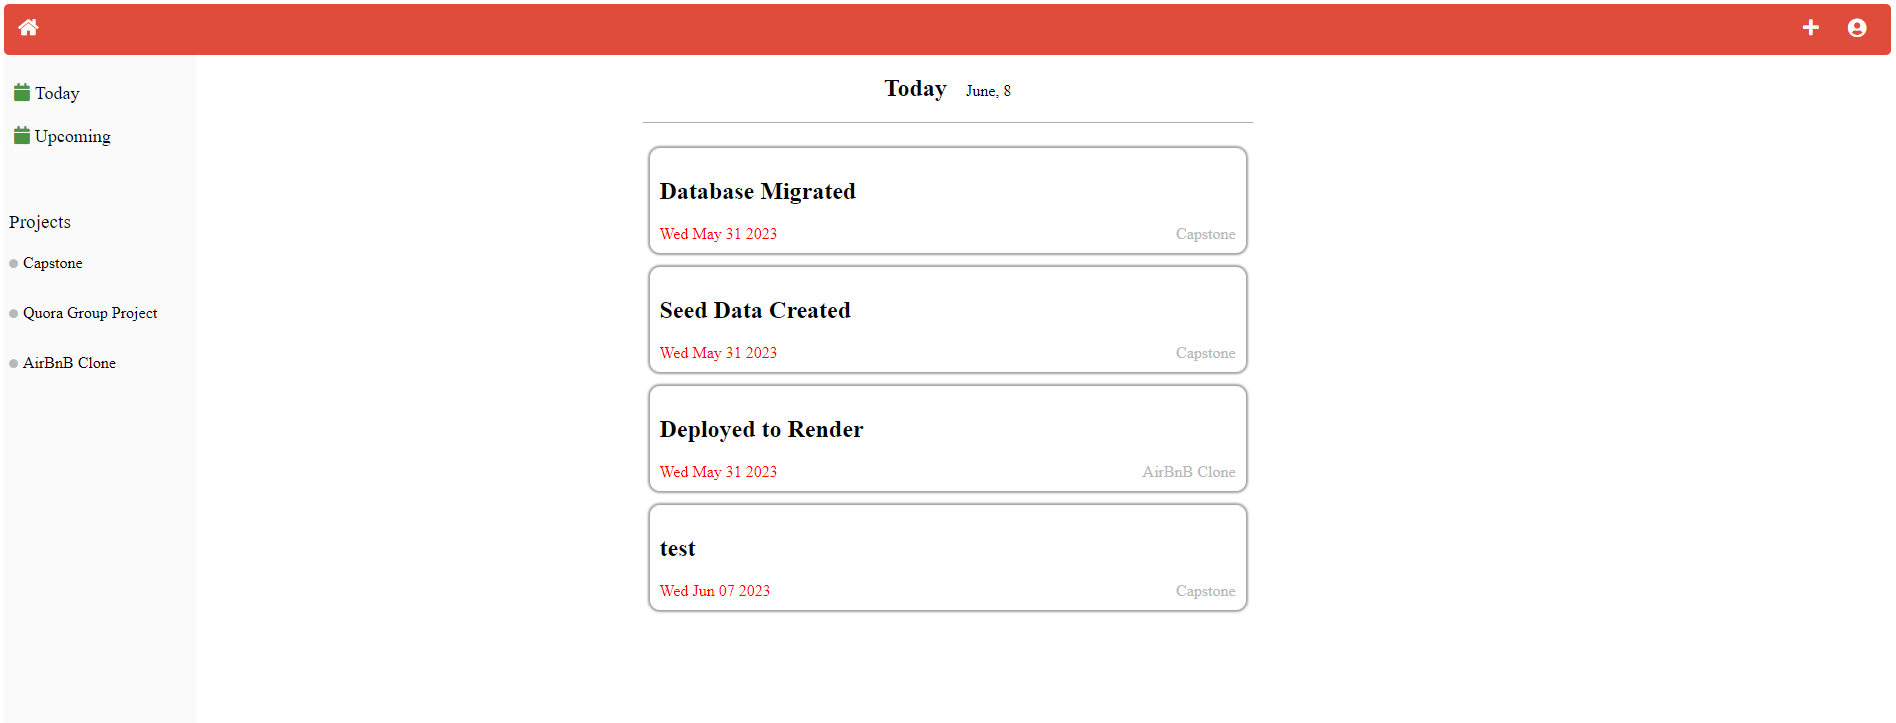 Today
Upcoming
Projects
Capstone
Quora Group Project
AirBnB Clone
Today June, 8
Database Migrated
Wed May 31 2023 Capstone
Seed Data Created
Wed May 31 2023 Capstone
Deployed to Render
Wed May 31 2023 AirBnB Clone
test
Wed Jun 07 2023 Capstone